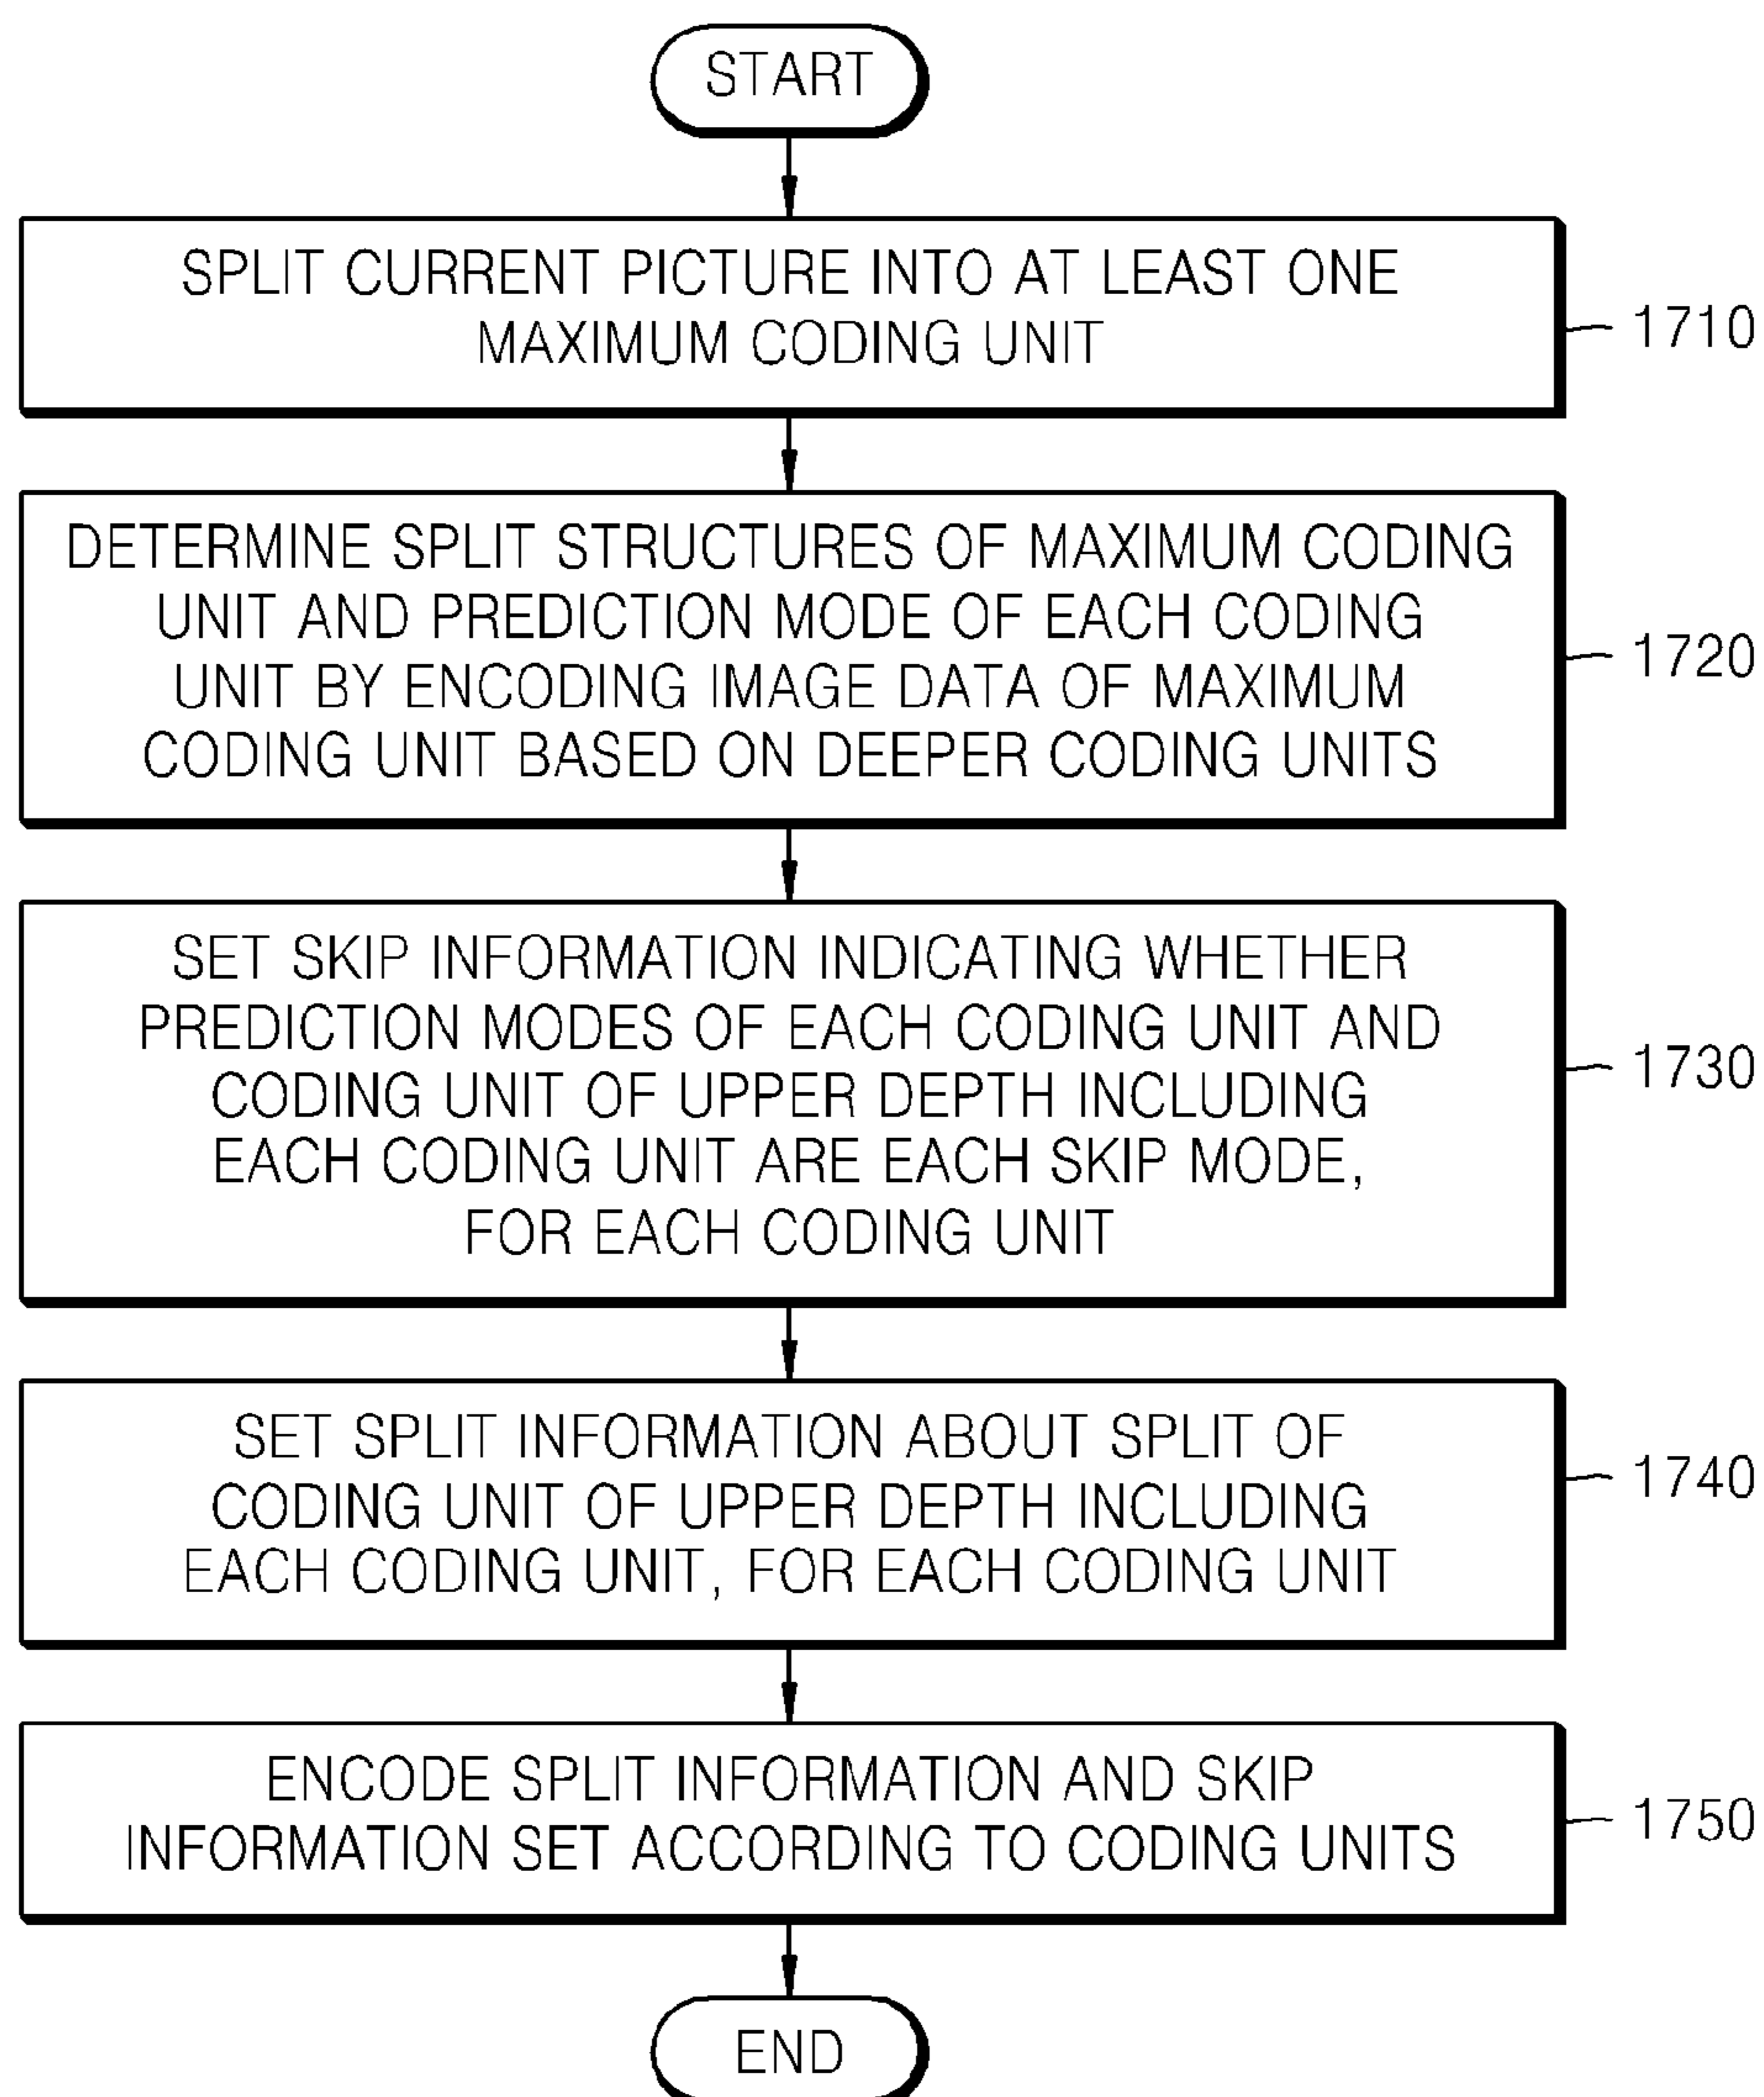 START
SPLIT CURRENT PICTURE INTO AT LEAST ONE
MAXIMUM CODING UNIT
1710
DETERMINE SPLIT STRUCTURES OF MAXIMUM CODING
UNIT AND PREDICTION MODE OF EACH CODING
UNIT BY ENCODING IMAGE DATA OF MAXIMUM
CODING UNIT BASED ON DEEPER CODING UNITS
1720
SET SKIP INFORMATION INDICATING WHETHER
PREDICTION MODES OF EACH CODING UNIT AND
CODING UNIT OF UPPER DEPTH INCLUDING
EACH CODING UNIT ARE EACH SKIP MODE,
FOR EACH CODING UNIT
1730
SET SPLIT INFORMATION ABOUT SPLIT OF
CODING UNIT OF UPPER DEPTH INCLUDING
EACH CODING UNIT, FOR EACH CODING UNIT
1740
ENCODE SPLIT INFORMATION AND SKIP
INFORMATION SET ACCORDING TO CODING UNITS
1750
END